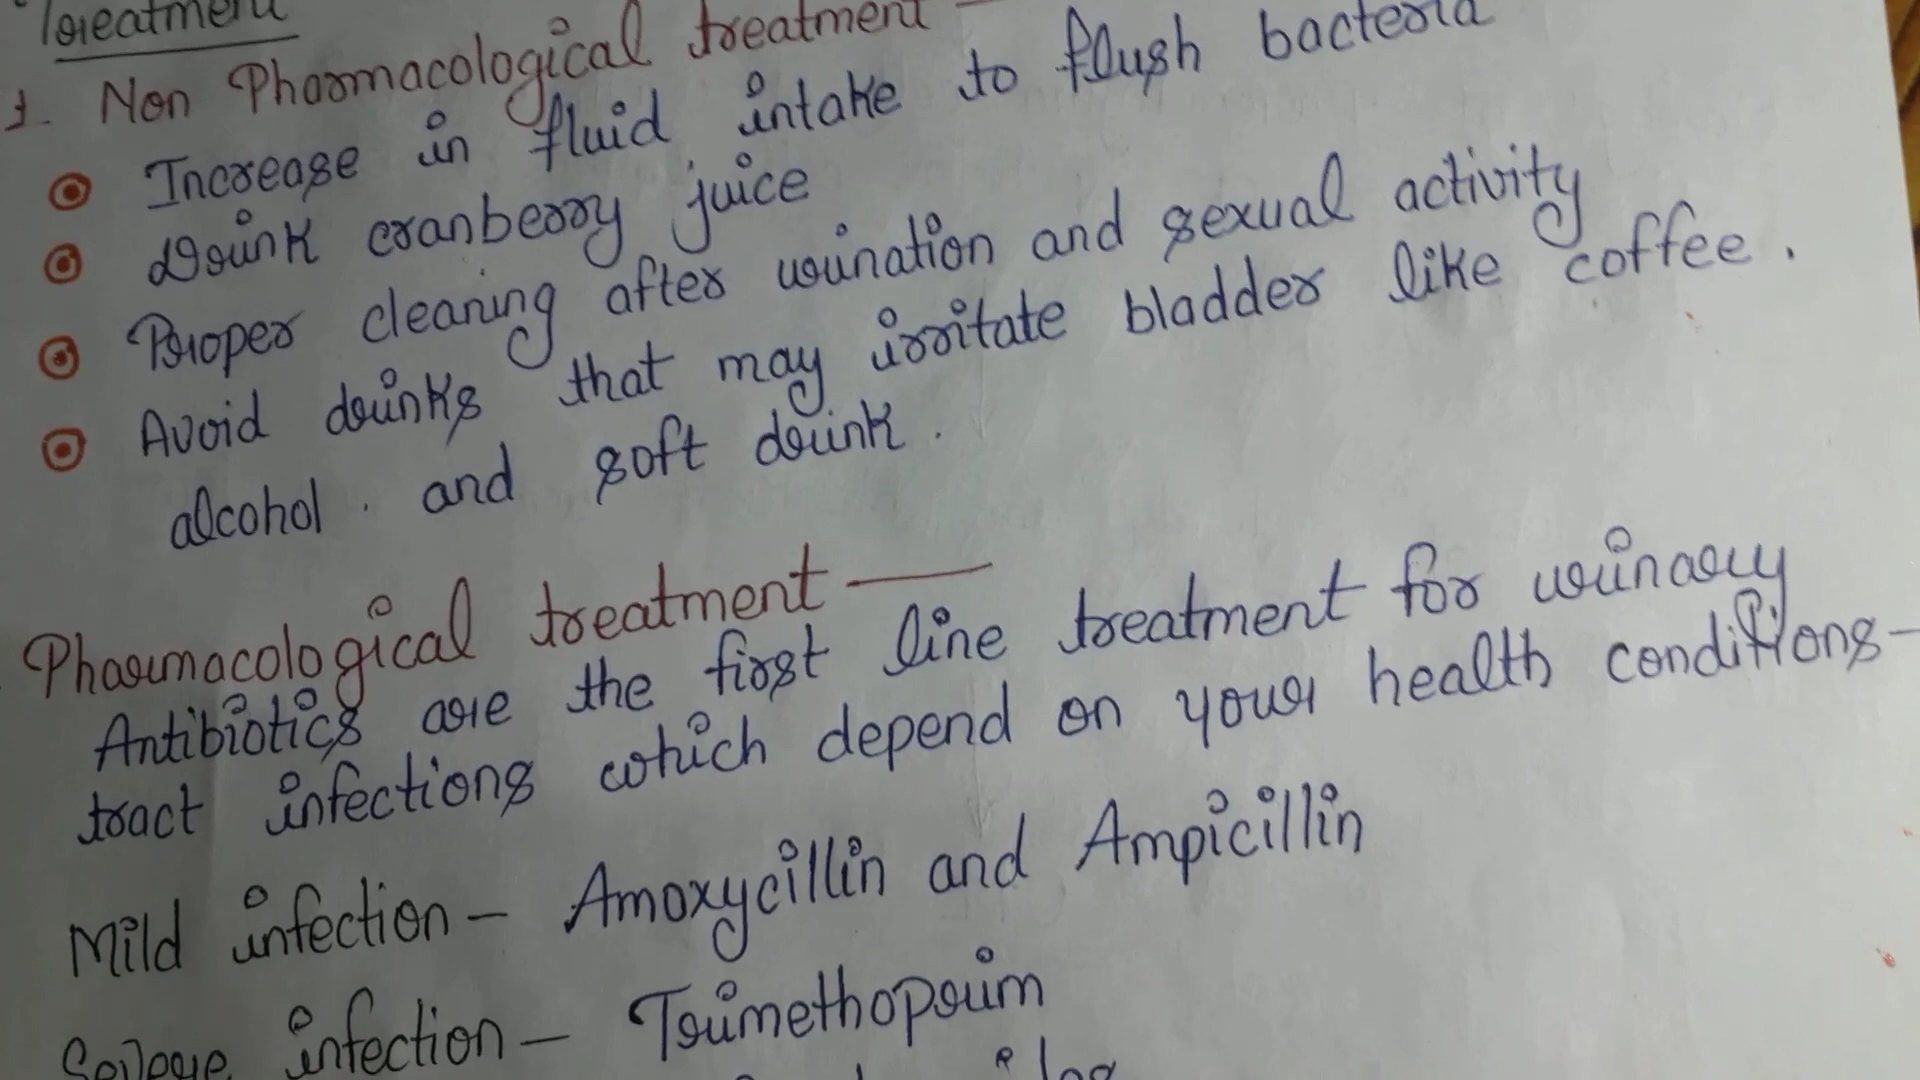 Treatment
1. Non Pharmacological treatment
Increase in fluid intake to flush bacteria
Drink cranberry juice
Proper cleaning after urination and sexual activity
Avoid drinks that may irritate bladder like coffee.
alcohol. and soft drink.
Pharmacological treatment —
Antibiotics are the first line treatment for urinary
tract infections which depend on your health conditions-
Mild infection - Amoxycillin and Ampicillin
Severe infection - Trimethoprim